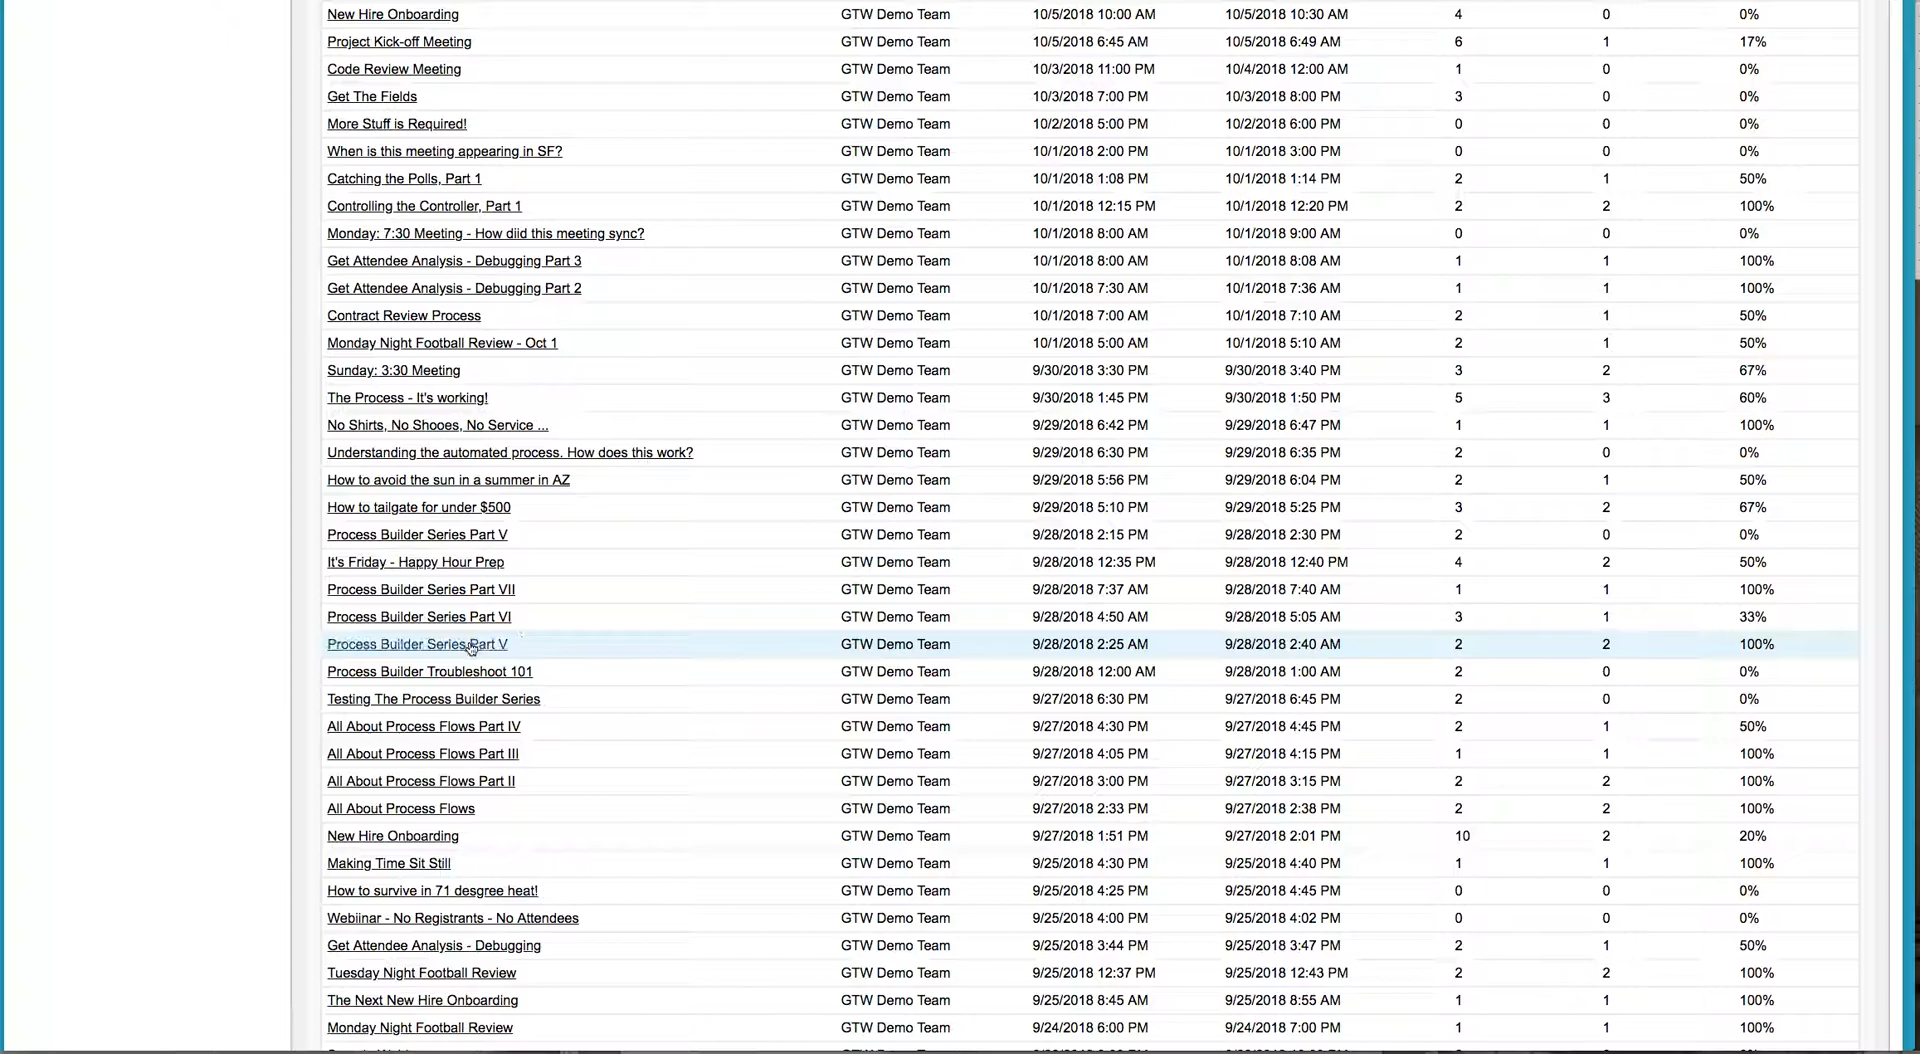 New Hire Onboarding GTW Demo Team 10/5/2018 10:00 AM 10/5/2018 10:30 AM 4 0 0%
Project Kick-off Meeting GTW Demo Team 10/5/2018 6:45 AM 10/5/2018 6:49 AM 6 1 17%
Code Review Meeting GTW Demo Team 10/3/2018 11:00 PM 10/4/2018 12:00 AM 1 0 0%
Get The Fields GTW Demo Team 10/3/2018 7:00 PM 10/3/2018 8:00 PM 3 0 0%
More Stuff is Required! GTW Demo Team 10/2/2018 5:00 PM 10/2/2018 6:00 PM 0 0 0%
When is this meeting appearing in SF? GTW Demo Team 10/1/2018 2:00 PM 10/1/2018 3:00 PM 0 0 0%
Catching the Polls, Part 1 GTW Demo Team 10/1/2018 1:08 PM 10/1/2018 1:14 PM 2 1 50%
Controlling the Controller, Part 1 GTW Demo Team 10/1/2018 12:15 PM 10/1/2018 12:20 PM 2 2 100%
Monday: 7:30 Meeting - How diid this meeting sync? GTW Demo Team 10/1/2018 8:00 AM 10/1/2018 9:00 AM 0 0 0%
Get Attendee Analysis - Debugging Part 3 GTW Demo Team 10/1/2018 8:00 AM 10/1/2018 8:08 AM 1 1 100%
Get Attendee Analysis - Debugging Part 2 GTW Demo Team 10/1/2018 7:30 AM 10/1/2018 7:36 AM 1 1 100%
Contract Review Process GTW Demo Team 10/1/2018 7:00 AM 10/1/2018 7:10 AM 2 1 50%
Monday Night Football Review - Oct 1 GTW Demo Team 10/1/2018 5:00 AM 10/1/2018 5:10 AM 2 1 50%
Sunday: 3:30 Meeting GTW Demo Team 9/30/2018 3:30 PM 9/30/2018 3:40 PM 3 2 67%
The Process - It's working! GTW Demo Team 9/30/2018 1:45 PM 9/30/2018 1:50 PM 5 3 60%
No Shirts, No Shooes, No Service ... GTW Demo Team 9/29/2018 6:42 PM 9/29/2018 6:47 PM 1 1 100%
Understanding the automated process. How does this work? GTW Demo Team 9/29/2018 6:30 PM 9/29/2018 6:35 PM 2 0 0%
How to avoid the sun in a summer in AZ GTW Demo Team 9/29/2018 5:56 PM 9/29/2018 6:04 PM 2 1 50%
How to tailgate for under $500 GTW Demo Team 9/29/2018 5:10 PM 9/29/2018 5:25 PM 3 2 67%
Process Builder Series Part V GTW Demo Team 9/28/2018 2:15 PM 9/28/2018 2:30 PM 2 0 0%
It's Friday - Happy Hour Prep GTW Demo Team 9/28/2018 12:35 PM 9/28/2018 12:40 PM 4 2 50%
Process Builder Series Part VII GTW Demo Team 9/28/2018 7:37 AM 9/28/2018 7:40 AM 1 1 100%
Process Builder Series Part VI GTW Demo Team 9/28/2018 4:50 AM 9/28/2018 5:05 AM 3 1 33%
Process Builder Series Part V GTW Demo Team 9/28/2018 2:25 AM 9/28/2018 2:40 AM 2 2 100%
Process Builder Troubleshoot 101 GTW Demo Team 9/28/2018 12:00 AM 9/28/2018 1:00 AM 2 0 0%
Testing The Process Builder Series GTW Demo Team 9/27/2018 6:30 PM 9/27/2018 6:45 PM 2 0 0%
All About Process Flows Part IV GTW Demo Team 9/27/2018 4:30 PM 9/27/2018 4:45 PM 2 1 50%
All About Process Flows Part III GTW Demo Team 9/27/2018 4:05 PM 9/27/2018 4:15 PM 1 1 100%
All About Process Flows Part II GTW Demo Team 9/27/2018 3:00 PM 9/27/2018 3:15 PM 2 2 100%
All About Process Flows GTW Demo Team 9/27/2018 2:33 PM 9/27/2018 2:38 PM 2 2 100%
New Hire Onboarding GTW Demo Team 9/27/2018 1:51 PM 9/27/2018 2:01 PM 10 2 20%
Making Time Sit Still GTW Demo Team 9/25/2018 4:30 PM 9/25/2018 4:40 PM 1 1 100%
How to survive in 71 desgree heat! GTW Demo Team 9/25/2018 4:25 PM 9/25/2018 4:45 PM 0 0 0%
Webiinar - No Registrants - No Attendees GTW Demo Team 9/25/2018 4:00 PM 9/25/2018 4:02 PM 0 0 0%
Get Attendee Analysis - Debugging GTW Demo Team 9/25/2018 3:44 PM 9/25/2018 3:47 PM 2 1 50%
Tuesday Night Football Review GTW Demo Team 9/25/2018 12:37 PM 9/25/2018 12:43 PM 2 2 100%
The Next New Hire Onboarding GTW Demo Team 9/25/2018 8:45 AM 9/25/2018 8:55 AM 1 1 100%
Monday Night Football Review GTW Demo Team 9/24/2018 6:00 PM 9/24/2018 7:00 PM 1 1 100%